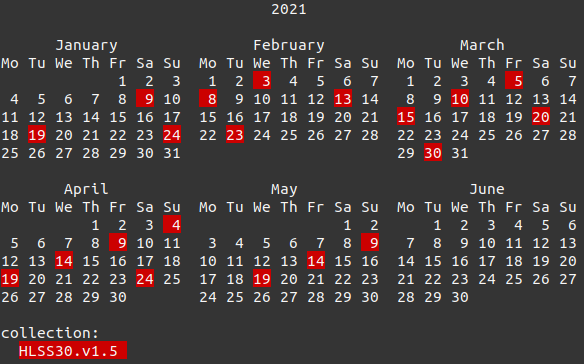 2021
January February March
Mo Tu We Th Fr Sa Su Mo Tu We Th Fr Sa Su Mo Tu We Th Fr Sa Su
1 2 3 1 2 3 4 5 6 7 1 2 3 4 5 6 7
4 5 6 7 8 9 10 8 9 10 11 12 13 14 8 9 10 11 12 13 14
11 12 13 14 15 16 17 15 16 17 18 19 20 21 15 16 17 18 19 20 21
18 19 20 21 22 23 24 22 23 24 25 26 27 28 22 23 24 25 26 27 28
25 26 27 28 29 30 31 29 30 31
April May June
Mo Tu We Th Fr Sa Su Mo Tu We Th Fr Sa Su Mo Tu We Th Fr Sa Su
1 2 3 4 1 2 1 2 3 4 5 6
5 6 7 8 9 10 11 3 4 5 6 7 8 9 7 8 9 10 11 12 13
12 13 14 15 16 17 18 10 11 12 13 14 15 16 14 15 16 17 18 19 20
19 20 21 22 23 24 25 17 18 19 20 21 22 23 21 22 23 24 25 26 27
26 27 28 29 30 24 25 26 27 28 29 30 28 29 30
collection:
HLSS30.v1.5